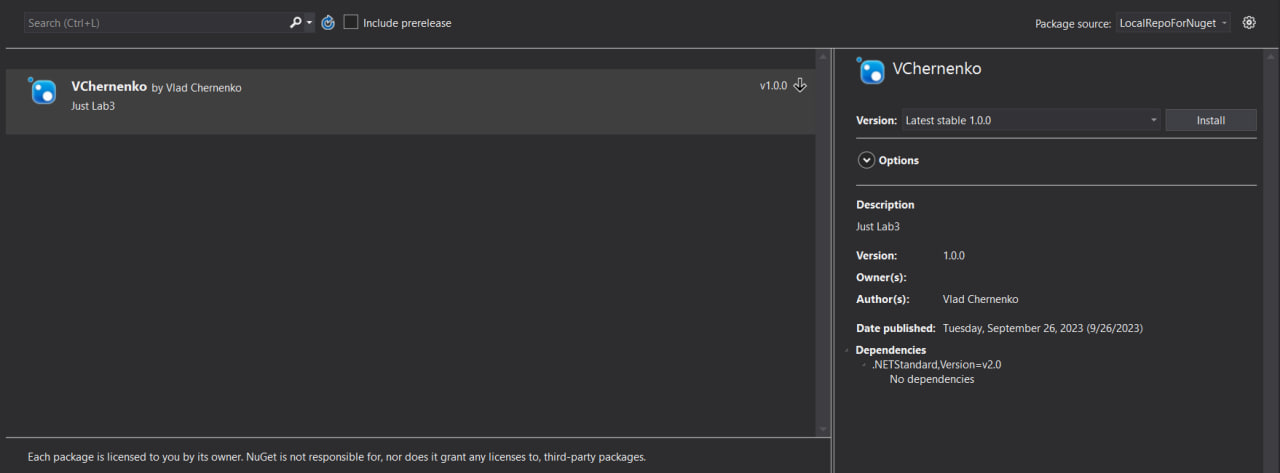 Search (Ctrl+L)
Include prerelease
Package source: LocalRepoForNuget
VChernenko by Vlad Chernenko
v1.0.0
Just Lab3
Each package is licensed to you by its owner. NuGet is not responsible for, nor does it grant any licenses to, third-party packages.
VChernenko
Version: Latest stable 1.0.0
Install
Options
Description
Just Lab3
Version: 1.0.0
Owner(s):
Author(s): Vlad Chernenko
Date published: Tuesday, September 26, 2023 (9/26/2023)
Dependencies
.NETStandard,Version=v2.0
No dependencies